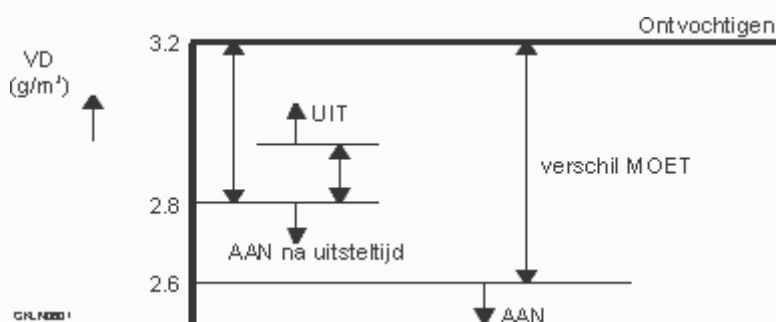 Ontvochtigen
3.2
VD
(g/m³)
UIT
verschil MOET
2.8
AAN na uitsteltijd
2.6
AAN